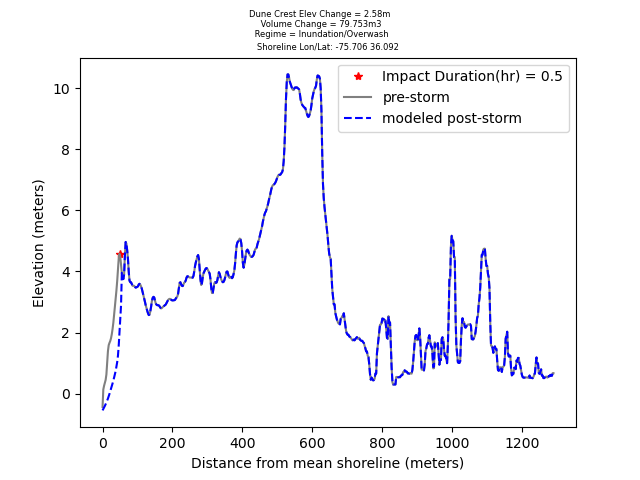 Dune Crest Elev Change = 2.58m
Volume Change = 79.753m3
Regime = Inundation/Overwash
Shoreline Lon/Lat: -75.706 36.092
Impact Duration(hr) = 0.5
pre-storm
modeled post-storm
10
8
6
4
2
0
Elevation (meters)
0 200 400 600 800 1000 1200
Distance from mean shoreline (meters)